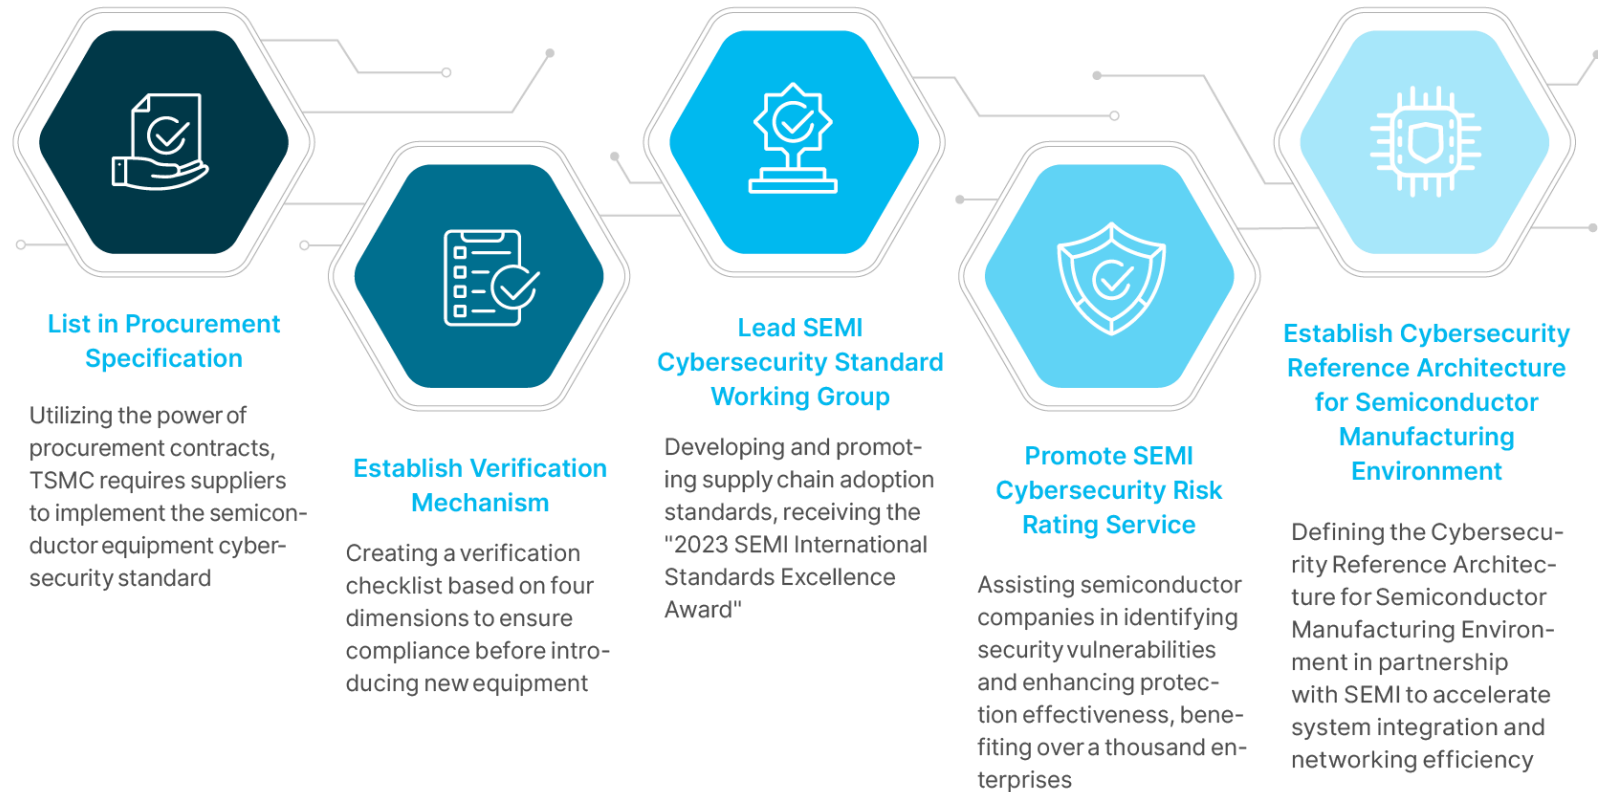 List in Procurement
Specification
Utilizing the power of
procurement contracts,
TSMC requires suppliers
to implement the semicon-
ductor equipment cyber-
security standard
Establish Verification
Mechanism
Creating a verification
checklist based on four
dimensions to ensure
compliance before intro-
ducing new equipment
Lead SEMI
Cybersecurity Standard
Working Group
Developing and promot-
ing supply chain adoption
standards, receiving the
"2023 SEMI International
Standards Excellence
Award"
Promote SEMI
Cybersecurity Risk
Rating Service
Assisting semiconductor
companies in identifying
security vulnerabilities
and enhancing protec-
tion effectiveness, bene-
fiting over a thousand en-
terprises
Establish Cybersecurity
Reference Architecture
for Semiconductor
Manufacturing
Environment
Defining the Cybersecu-
rity Reference Architec-
ture for Semiconductor
Manufacturing Environ-
ment in partnership
with SEMI to accelerate
system integration and
networking efficiency